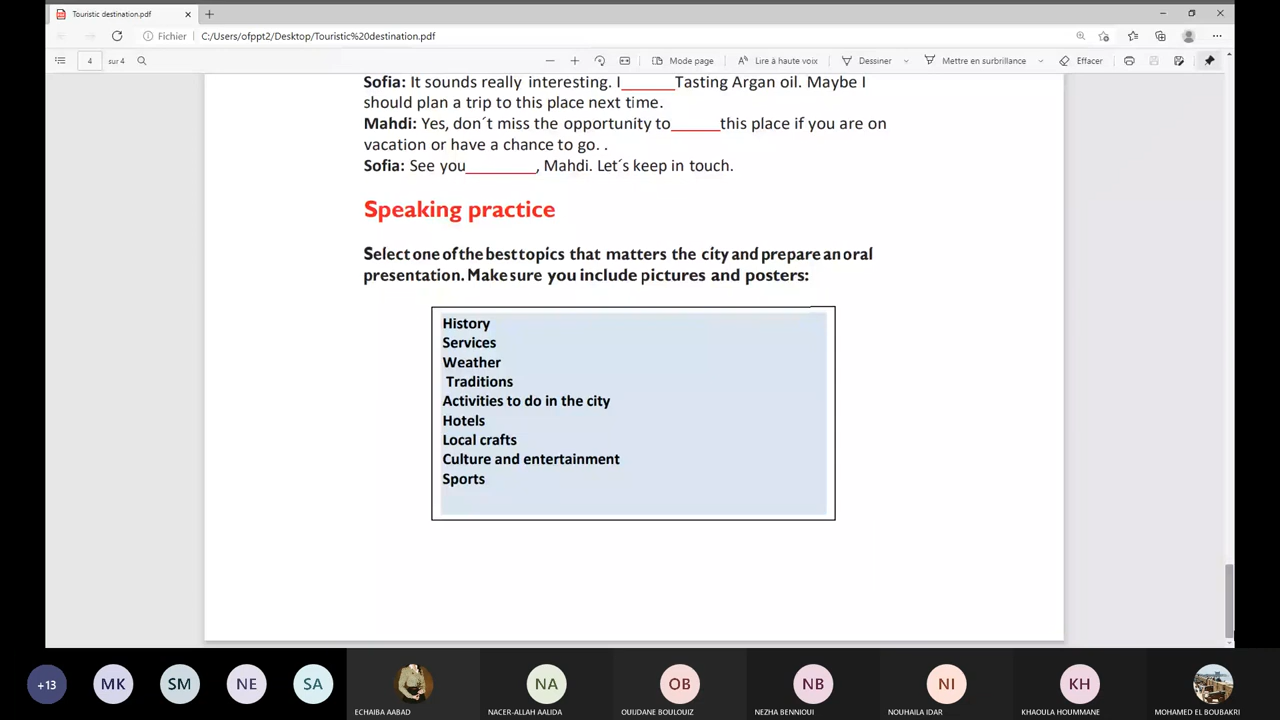 Touristic destination.pdf
Fichier
C:/Users/ofppt2/Desktop/Touristic%20destination.pdf
4
sur 4
Mode page
Lire à haute voix
Dessiner
Mettre en surbrillance
Effacer
Sofia: It sounds really interesting. I______Tasting Argan oil. Maybe I
should plan a trip to this place next time.
Mahdi: Yes, don´t miss the opportunity to______this place if you are on
vacation or have a chance to go. .
Sofia: See you________, Mahdi. Let´s keep in touch.
Speaking practice
Select one of the best topics that matters the city and prepare an oral
presentation. Make sure you include pictures and posters:
History
Services
Weather
Traditions
Activities to do in the city
Hotels
Local crafts
Culture and entertainment
Sports
+13
MK
SM
NE
SA
NA
OB
NB
NI
KH
ECHAIBA AABAD
NACER-ALLAH AALIDA
OUIJDANE BOULOUIZ
NEZHA BENNIOUI
NOUHAILA IDAR
KHAOULA HOUMMANE
MOHAMED EL BOUBAKRI